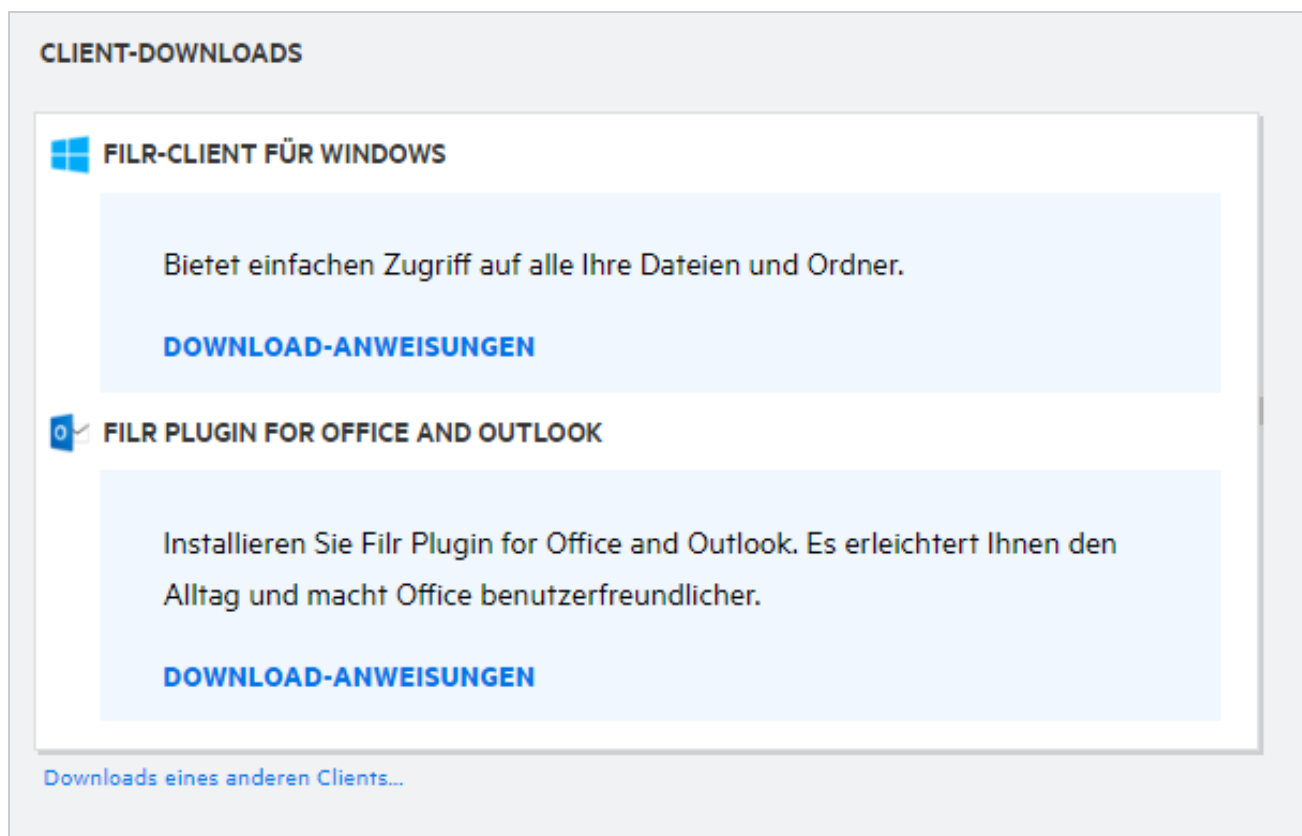 CLIENT-DOWNLOADS
FILR-CLIENT FÜR WINDOWS
Bietet einfachen Zugriff auf alle Ihre Dateien und Ordner.
DOWNLOAD-ANWEISUNGEN
FILR PLUGIN FOR OFFICE AND OUTLOOK
Installieren Sie Filr Plugin for Office and Outlook. Es erleichtert Ihnen den
Alltag und macht Office benutzerfreundlicher.
DOWNLOAD-ANWEISUNGEN
Downloads eines anderen Clients...